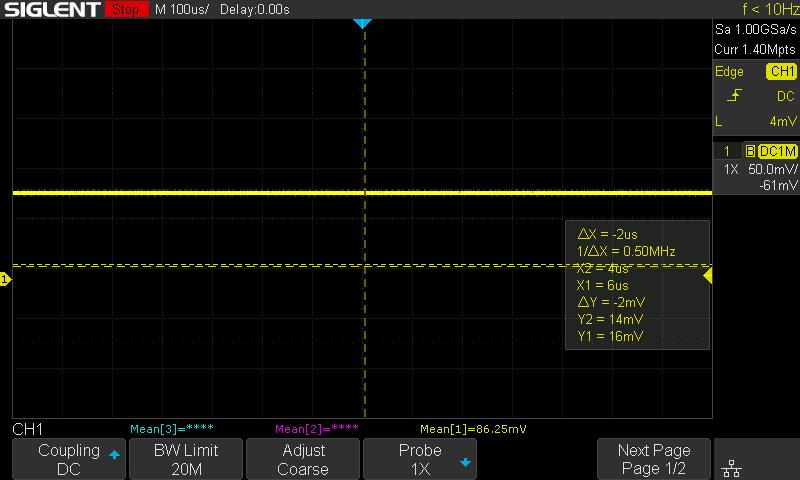 SIGLENT Stop M 100us/ Delay:0.00s f < 10Hz
Sa 1.00GSa/s
Curr 1.40Mpts
Edge CH1
DC
L 4mV
1 B DC1M
1X 50.0mV/
-61mV
△X = -2us
1/△X = 0.50MHz
X2 = 4us
X1 = 6us
△Y = -2mV
Y2 = 14mV
Y1 = 16mV
1
CH1 Mean[3]=**** Mean[2]=**** Mean[1]=86.25mV
Coupling BW Limit Adjust Probe Next Page
DC 20M Coarse 1X Page 1/2